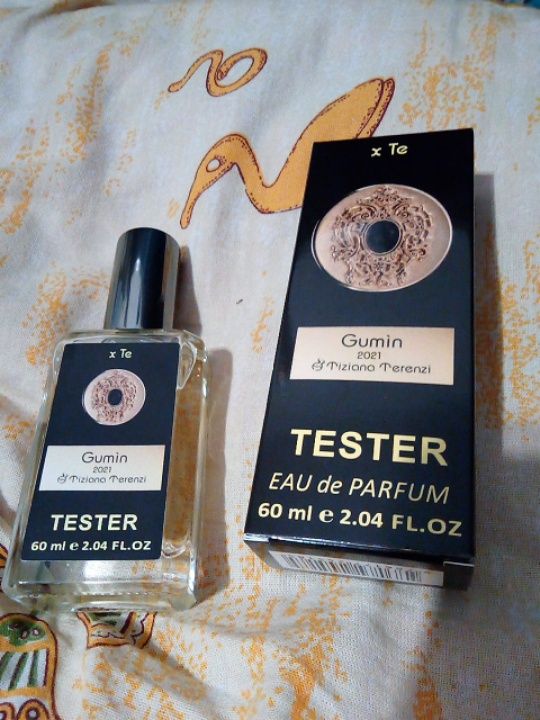 x Te
Gumin
2021
Tiziana Terenzi
TESTER
60 ml e 2.04 FL.OZ
x Te
Gumin
2021
Tiziana Terenzi
TESTER
EAU de PARFUM
60 ml e 2.04 FL.OZ